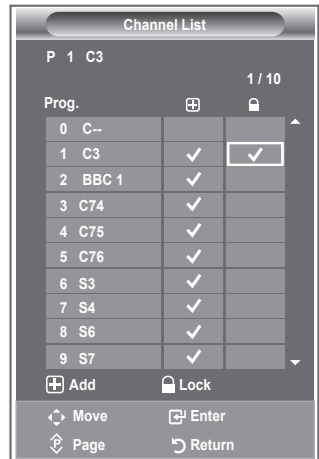 Channel List
P 1 C3
1 / 10
Prog.
0 C--
1 C3
2 BBC 1
3 C74
4 C75
5 C76
6 S3
7 S4
8 S6
9 S7
Add Lock
Move Enter
P Page Return